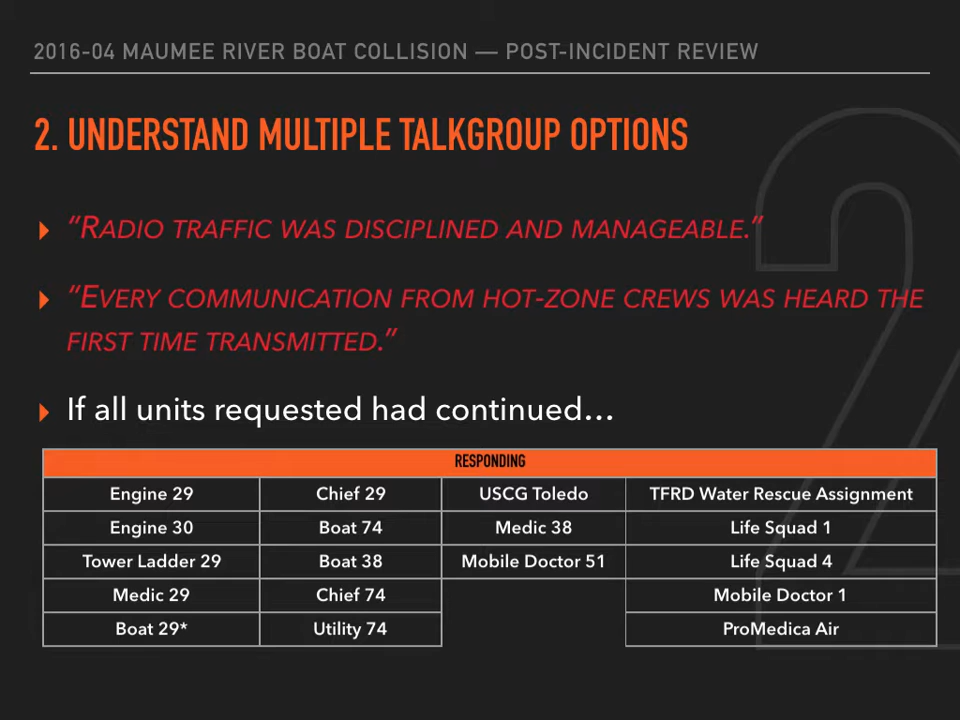 2016-04 MAUMEE RIVER BOAT COLLISION — POST-INCIDENT REVIEW
2. UNDERSTAND MULTIPLE TALKGROUP OPTIONS
"RADIO TRAFFIC WAS DISCIPLINED AND MANAGEABLE."
"EVERY COMMUNICATION FROM HOT-ZONE CREWS WAS HEARD THE
FIRST TIME TRANSMITTED."
If all units requested had continued…
RESPONDING
Engine 29 Chief 29 USCG Toledo TFRD Water Rescue Assignment
Engine 30 Boat 74 Medic 38 Life Squad 1
Tower Ladder 29 Boat 38 Mobile Doctor 51 Life Squad 4
Medic 29 Chief 74 Mobile Doctor 1
Boat 29* Utility 74 ProMedica Air
2